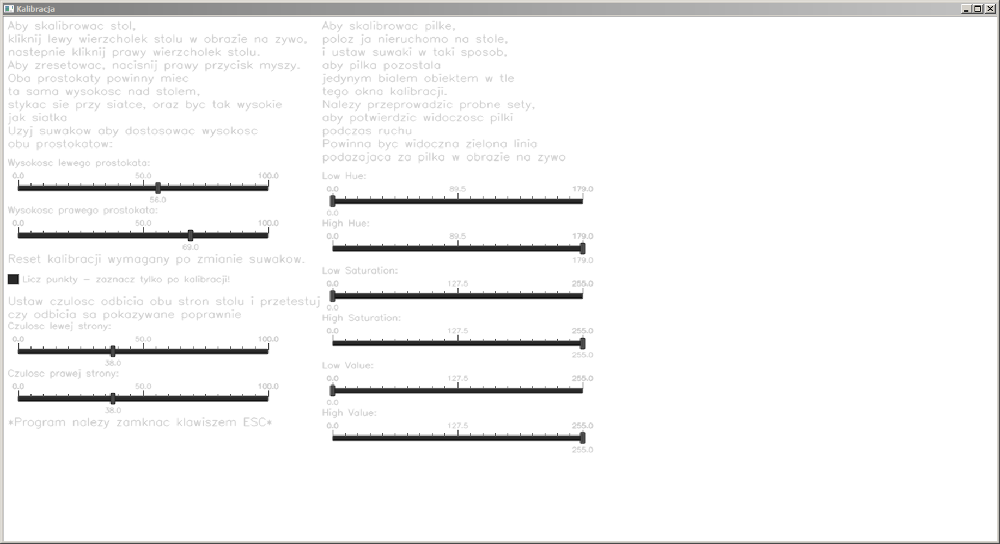 Kalibracja
Aby skalibrowac stol,
kliknij lewy wierzcholek stolu w obrazie na zywo,
nastepnie kliknij prawy wierzcholek stolu.
Aby zresetowac, nacisnij prawy przycisk myszy.
Oba prostokaty powinny miec
ta sama wysokosc nad stolem,
stykac sie przy siatce, oraz byc tak wysokie
jak siatka
Uzyj suwakow aby dostosowac wysokosc
obu prostokatow:
Wysokosc lewego prostokata:
0.0 50.0 100.0
56.0
Wysokosc prawego prostokata:
0.0 50.0 100.0
69.0
Reset kalibracji wymagany po zmianie suwakow.
Licz punkty - zaznacz tylko po kalibracji!
Ustaw czulosc odbicia obu stron stolu i przetestuj
czy odbicia sa pokazywane poprawnie
Czulosc lewej strony:
0.0 50.0 100.0
38.0
Czulosc prawej strony:
0.0 50.0 100.0
38.0
*Program nalezy zamknac klawiszem ESC*
Aby skalibrowac pilke,
poloz ja nieruchomo na stole,
i ustaw suwaki w taki sposob,
aby pilka pozostala
jedynym bialem obiektem w tle
tego okna kalibracji.
Nalezy przeprowadzic probne sety,
aby potwierdzic widoczosc pilki
podczas ruchu
Powinna byc widoczna zielona linia
podazajaca za pilka w obrazie na zywo
Low Hue:
0.0 89.5 179.0
0.0
High Hue:
0.0 89.5 179.0
179.0
Low Saturation:
0.0 127.5 255.0
0.0
High Saturation:
0.0 127.5 255.0
255.0
Low Value:
0.0 127.5 255.0
0.0
High Value:
0.0 127.5 255.0
255.0